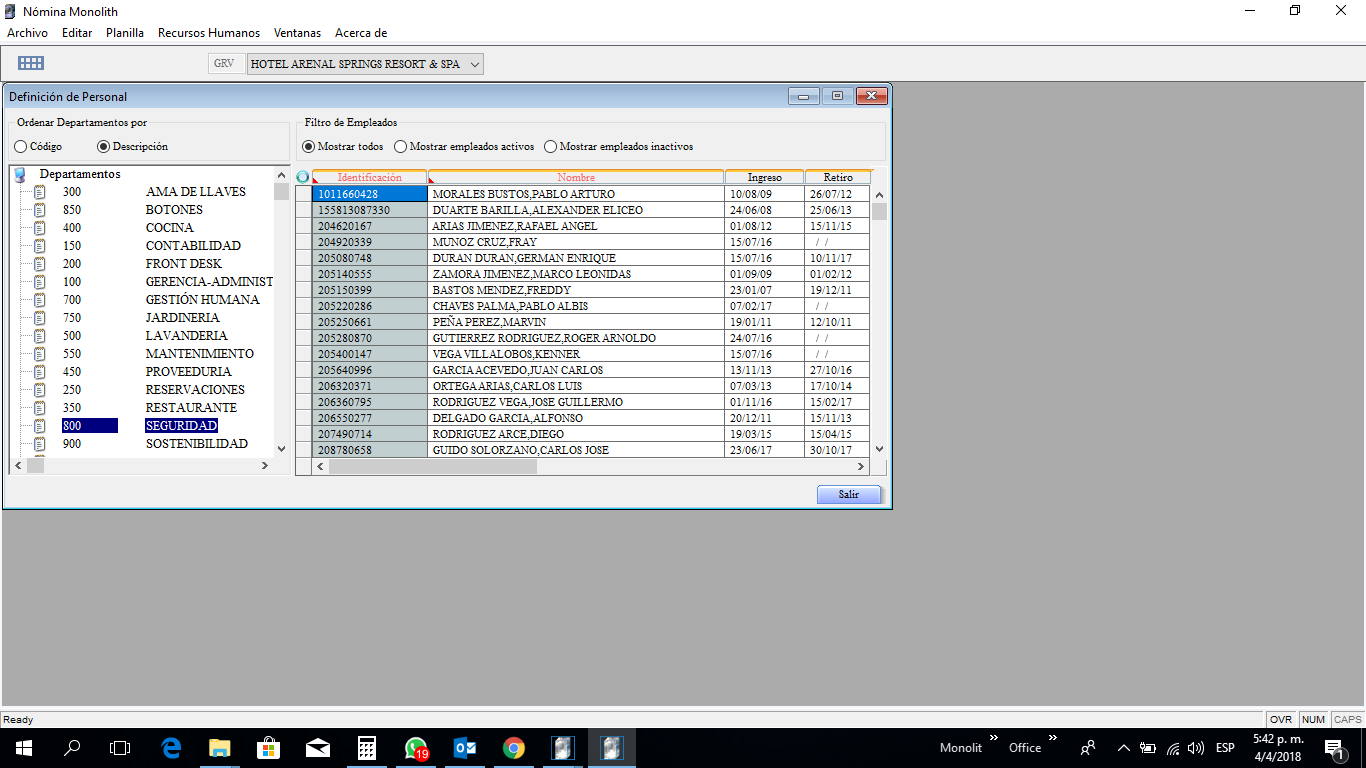 Nómina Monolith
Archivo Editar Planilla Recursos Humanos Ventanas Acerca de
GRV HOTEL ARENAL SPRINGS RESORT & SPA
Definición de Personal
Ordenar Departamentos por
Código Descripción
Filtro de Empleados
Mostrar todos Mostrar empleados activos Mostrar empleados inactivos
Departamentos
300 AMA DE LLAVES
850 BOTONES
400 COCINA
150 CONTABILIDAD
200 FRONT DESK
100 GERENCIA-ADMINIST
700 GESTIÓN HUMANA
750 JARDINERIA
500 LAVANDERIA
550 MANTENIMIENTO
450 PROVEEDURIA
250 RESERVACIONES
350 RESTAURANTE
800 SEGURIDAD
900 SOSTENIBILIDAD
Identificación Nombre Ingreso Retiro
1011660428 MORALES BUSTOS,PABLO ARTURO 10/08/09 26/07/12
155813087330 DUARTE BARILLA,ALEXANDER ELICEO 24/06/08 25/06/13
204620167 ARIAS JIMENEZ,RAFAEL ANGEL 01/08/12 15/11/15
204920339 MUNOZ CRUZ,FRAY 15/07/16 / /
205080748 DURAN DURAN,GERMAN ENRIQUE 15/07/16 10/11/17
205140555 ZAMORA JIMENEZ,MARCO LEONIDAS 01/09/09 01/02/12
205150399 BASTOS MENDEZ,FREDDY 23/01/07 19/12/11
205220286 CHAVES PALMA,PABLO ALBIS 07/02/17 / /
205250661 PEÑA PEREZ,MARVIN 19/01/11 12/10/11
205280870 GUTIERREZ RODRIGUEZ,ROGER ARNOLDO 24/07/16 / /
205400147 VEGA VILLALOBOS,KENNER 15/07/16 / /
205640996 GARCIA ACEVEDO,JUAN CARLOS 13/11/13 27/10/16
206320371 ORTEGA ARIAS,CARLOS LUIS 07/03/13 17/10/14
206360795 RODRIGUEZ VEGA,JOSE GUILLERMO 01/11/16 15/02/17
206550277 DELGADO GARCIA,ALFONSO 20/12/11 15/11/13
207490714 RODRIGUEZ ARCE,DIEGO 19/03/15 15/04/15
208780658 GUIDO SOLORZANO,CARLOS JOSE 23/06/17 30/10/17
Salir
Ready OVR NUM CAPS
19 Monolit » Office » ESP 5:42 p. m.
4/4/2018 1